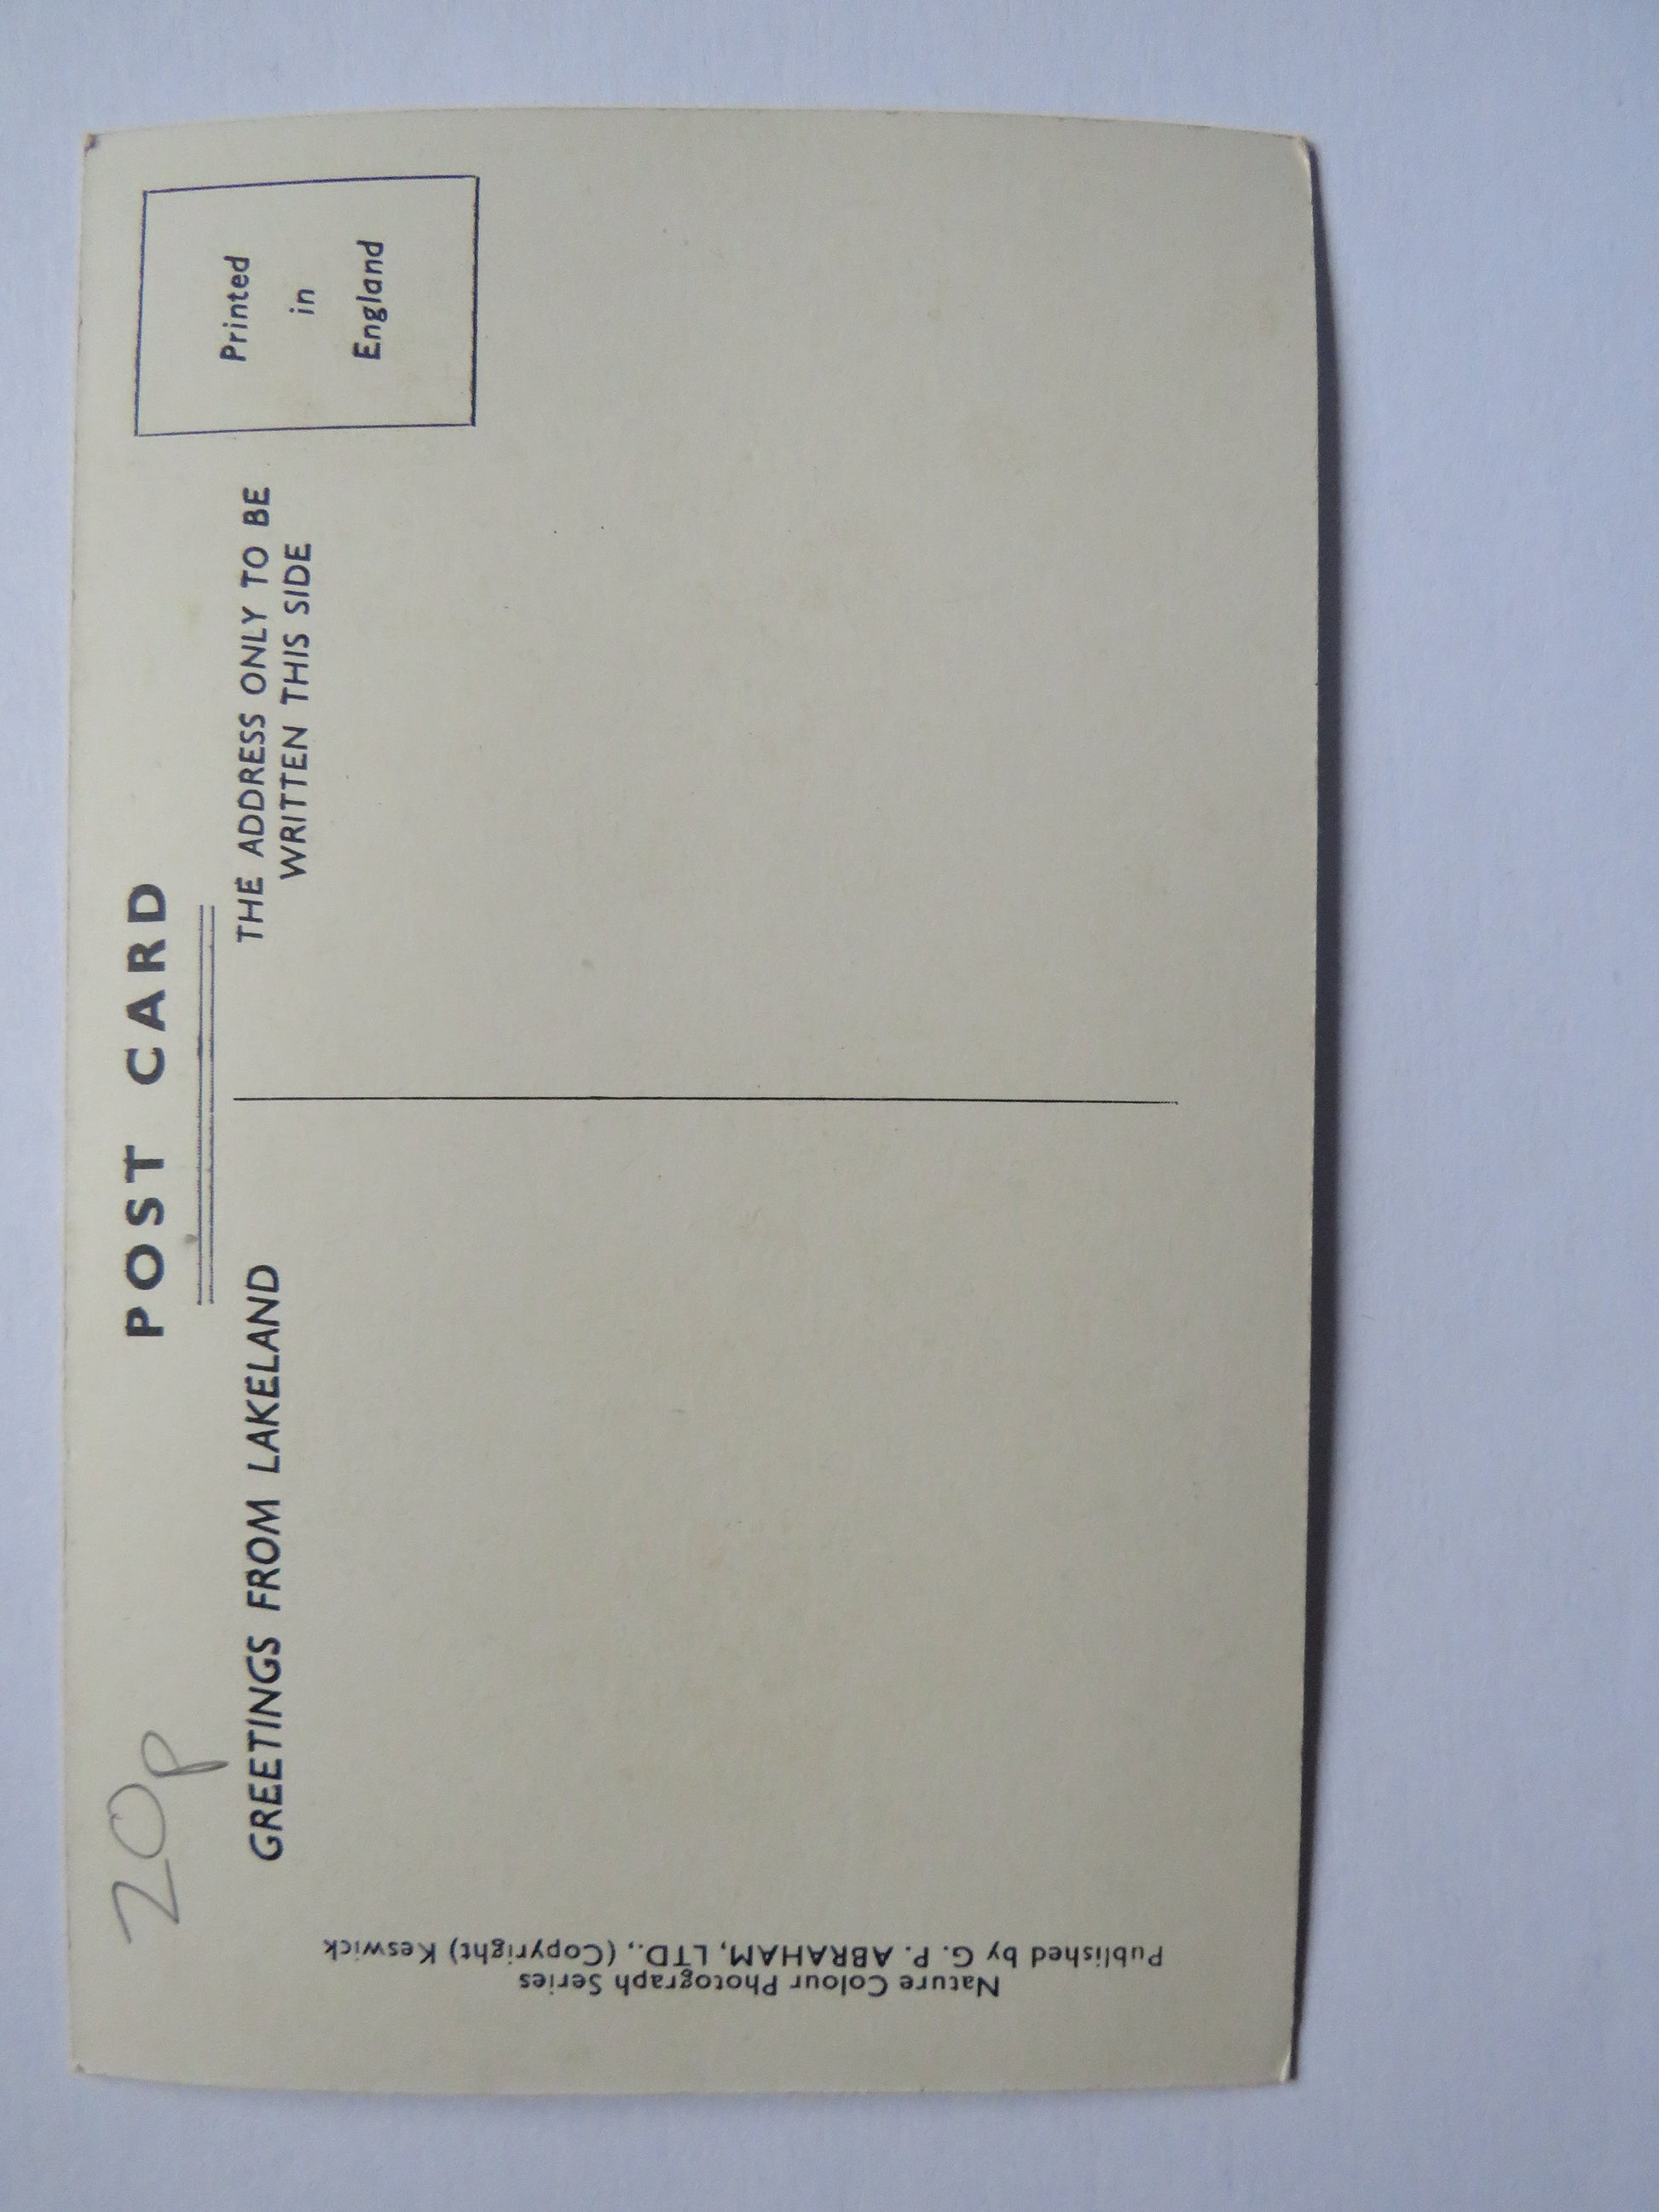 20p
POST CARD
GREETINGS FROM LAKELAND
THE ADDRESS ONLY TO BE
WRITTEN THIS SIDE
Printed
in
England
Nature Colour Photograph Series
Published by G. P. ABRAHAM, LTD., (Copyright) Keswick